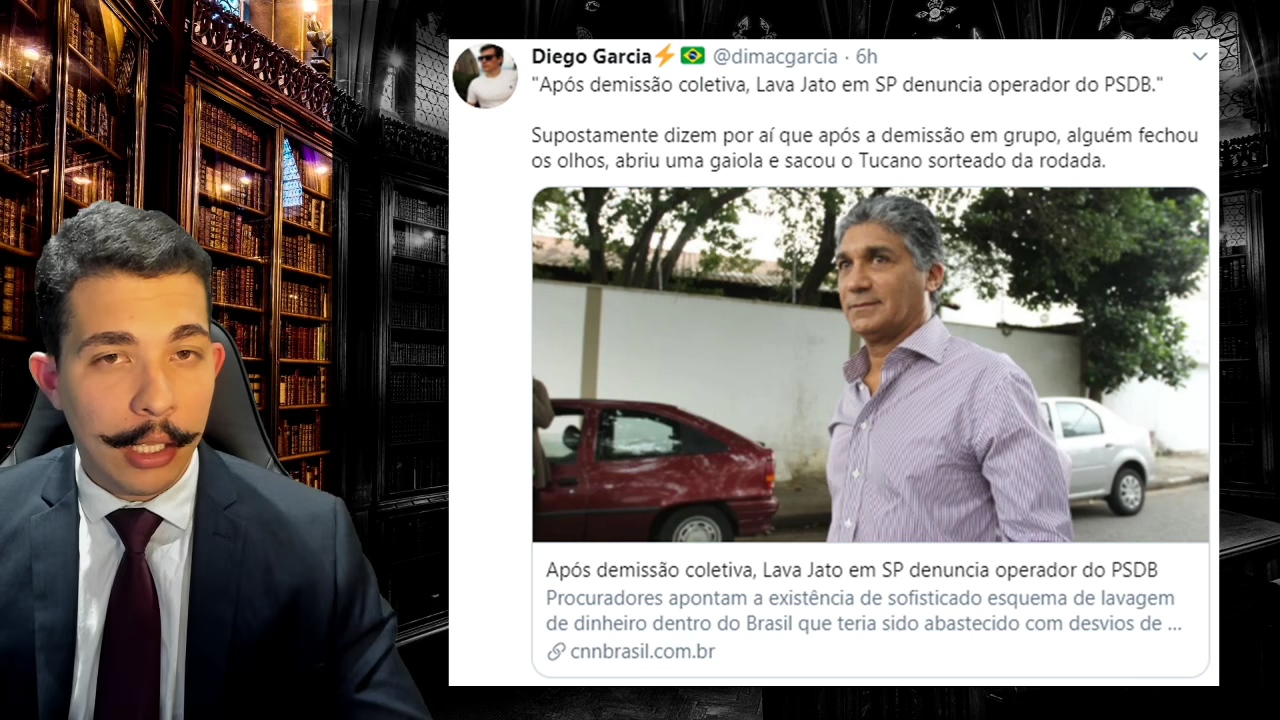 Diego Garcia⚡🇧🇷 @dimacgarcia · 6h
"Após demissão coletiva, Lava Jato em SP denuncia operador do PSDB."
Supostamente dizem por aí que após a demissão em grupo, alguém fechou
os olhos, abriu uma gaiola e sacou o Tucano sorteado da rodada.
Após demissão coletiva, Lava Jato em SP denuncia operador do PSDB
Procuradores apontam a existência de sofisticado esquema de lavagem
de dinheiro dentro do Brasil que teria sido abastecido com desvios de ...
cnnbrasil.com.br